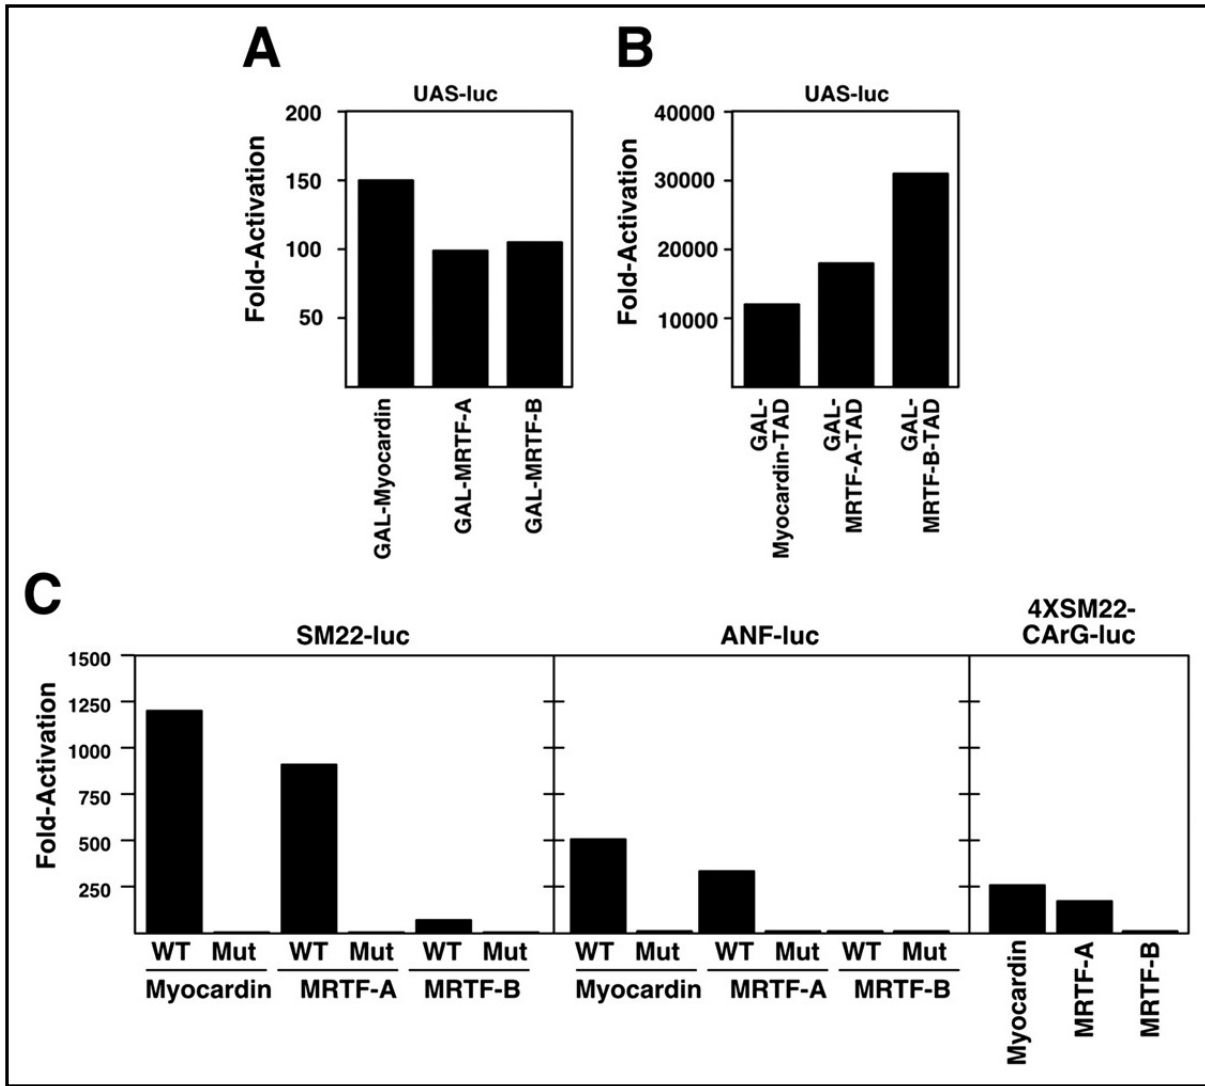 A
UAS-luc
Fold-Activation
200
150
100
50
GAL-Myocardin
GAL-MRTF-A
GAL-MRTF-B
B
UAS-luc
Fold-Activation
40000
30000
20000
10000
GAL-
Myocardin-TAD
GAL-
MRTF-A-TAD
GAL-
MRTF-B-TAD
C
SM22-luc
ANF-luc
4XSM22-
CArG-luc
Fold-Activation
1500
1250
1000
750
500
250
WT Mut WT Mut WT Mut WT Mut WT Mut WT Mut
Myocardin MRTF-A MRTF-B Myocardin MRTF-A MRTF-B
Myocardin
MRTF-A
MRTF-B